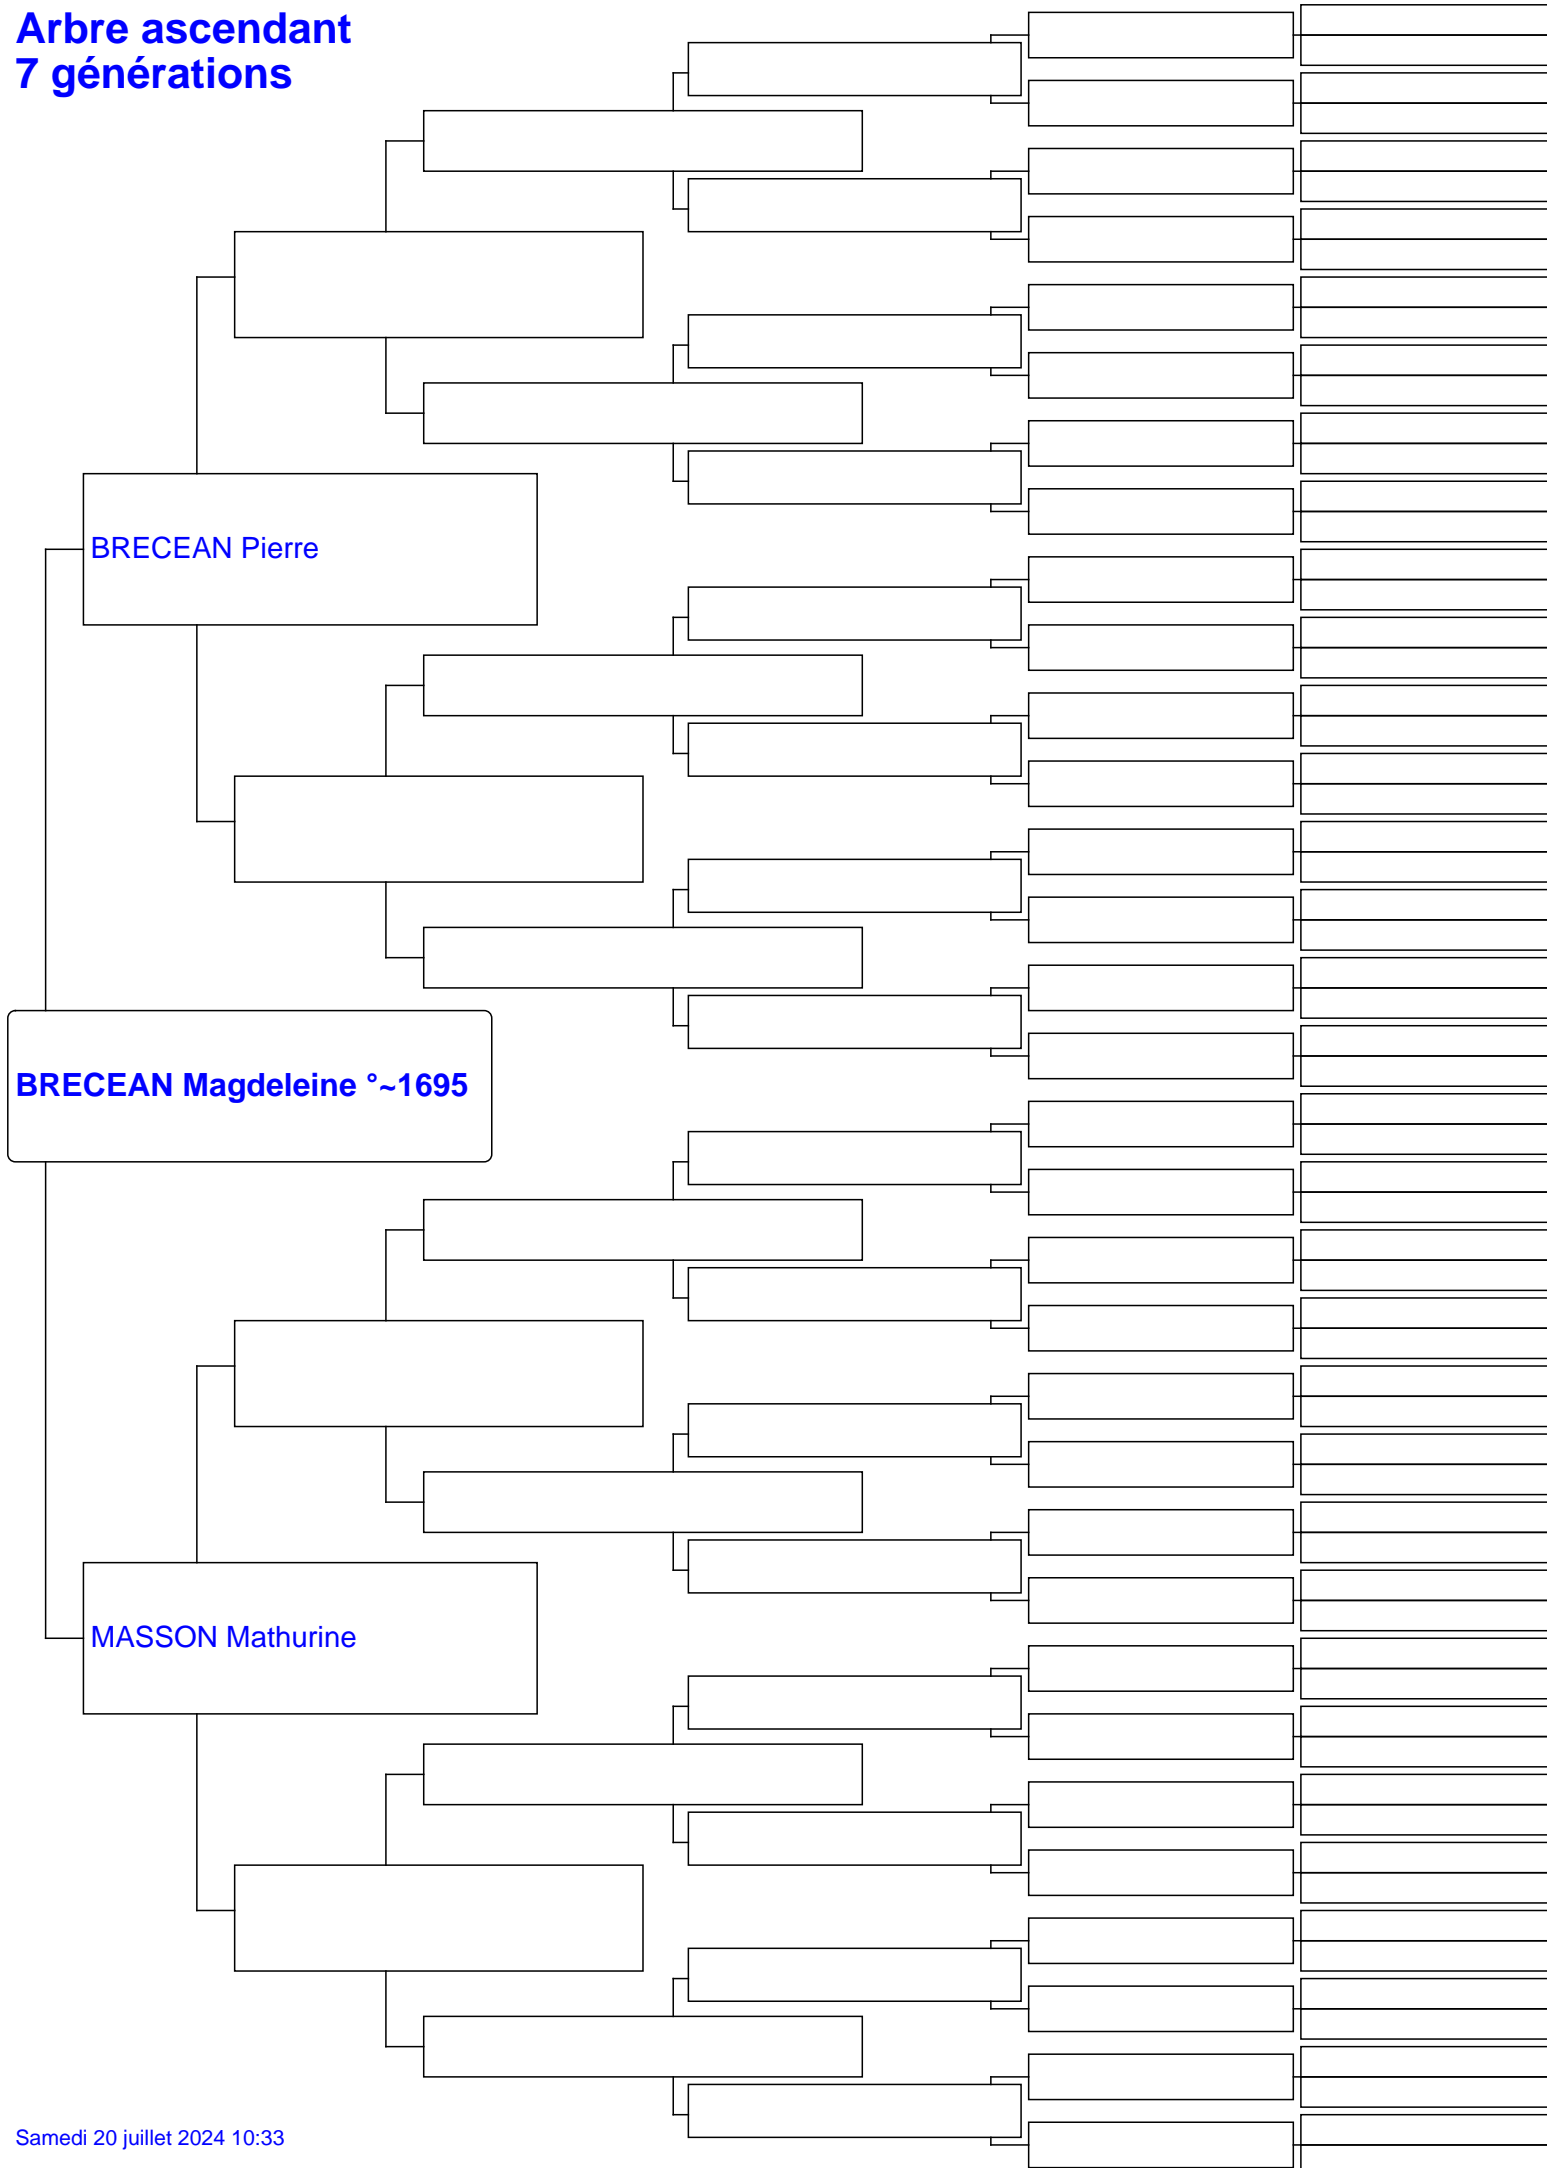 Arbre ascendant
7 générations
BRECEAN Pierre
BRECEAN Magdeleine °~1695
MASSON Mathurine
Samedi 20 juillet 2024 10:33